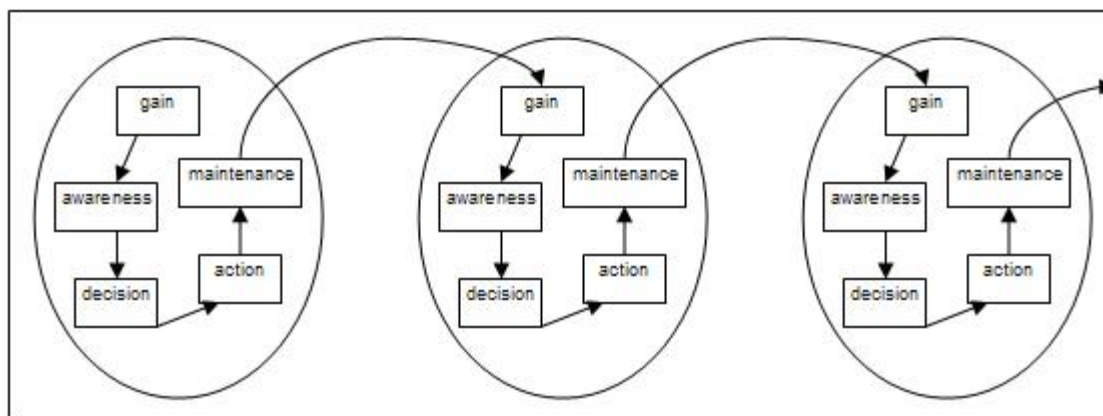 gain
maintenance
awareness
action
decision
gain
maintenance
awareness
action
decision
gain
maintenance
awareness
action
decision